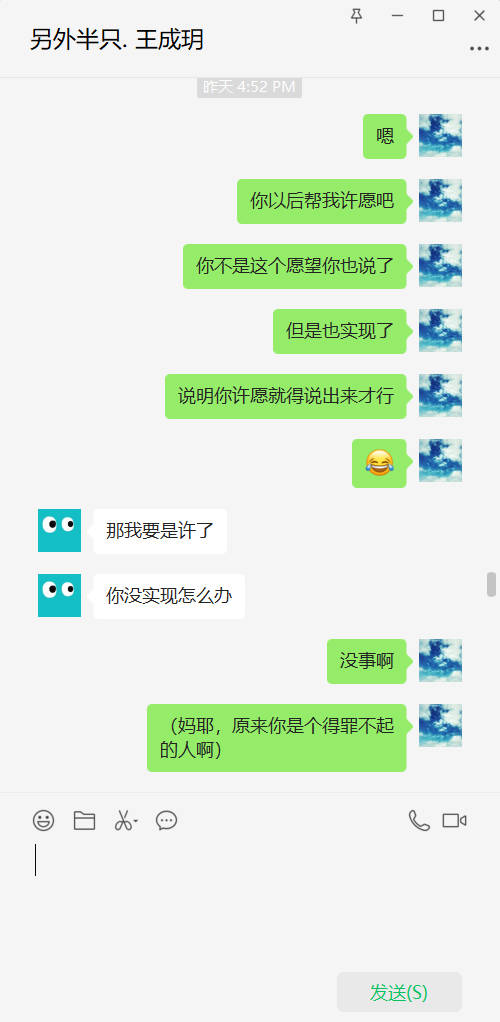 另外半只. 王成玥
昨天 4:52 PM
嗯
你以后帮我许愿吧
你不是这个愿望你也说了
但是也实现了
说明你许愿就得说出来才行
😂
那我要是许了
你没实现怎么办
没事啊
（妈耶，原来你是个得罪不起
的人啊）
发送(S)